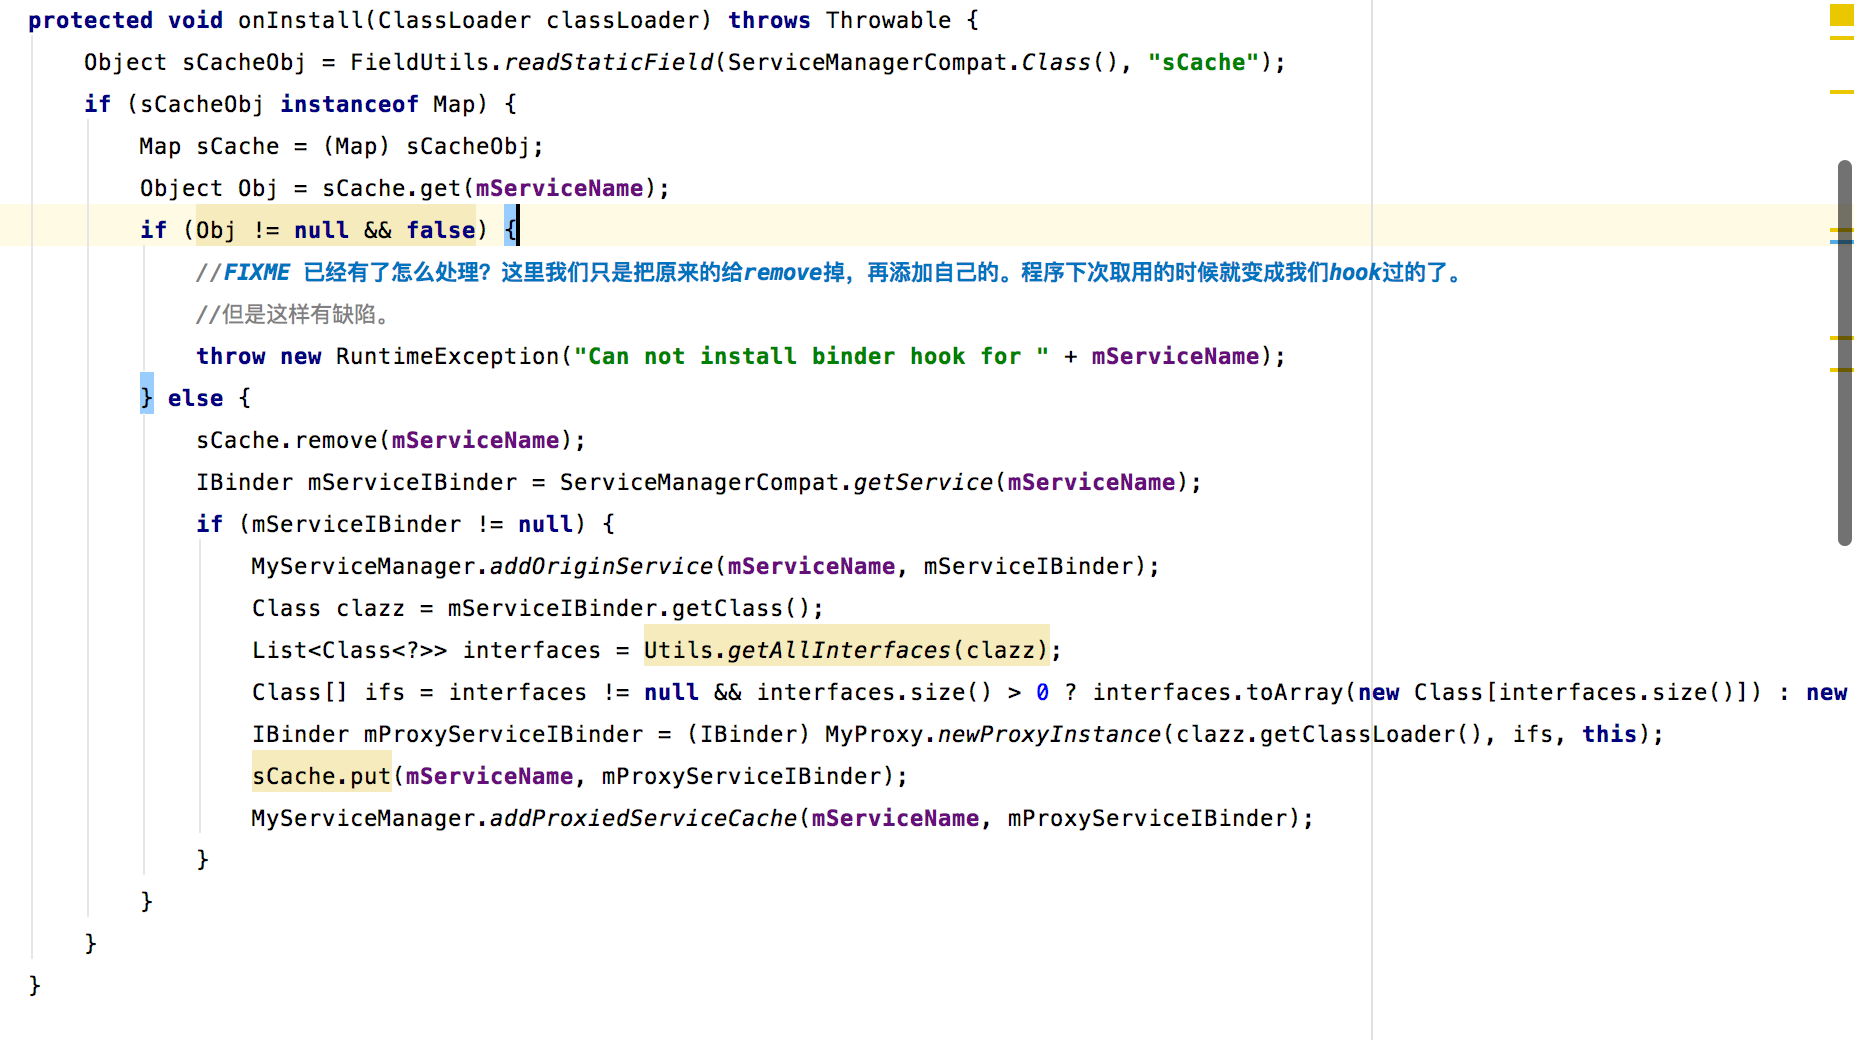 protected void onInstall(ClassLoader classLoader) throws Throwable {
    Object sCacheObj = FieldUtils.readStaticField(ServiceManagerCompat.Class(), "sCache");
    if (sCacheObj instanceof Map) {
        Map sCache = (Map) sCacheObj;
        Object Obj = sCache.get(mServiceName);
        if (Obj != null && false) {
            //FIXME 已经有了怎么处理？这里我们只是把原来的给remove掉，再添加自己的。程序下次取用的时候就变成我们hook过的了。
            //但是这样有缺陷。
            throw new RuntimeException("Can not install binder hook for " + mServiceName);
        } else {
            sCache.remove(mServiceName);
            IBinder mServiceIBinder = ServiceManagerCompat.getService(mServiceName);
            if (mServiceIBinder != null) {
                MyServiceManager.addOriginService(mServiceName, mServiceIBinder);
                Class clazz = mServiceIBinder.getClass();
                List<Class<?>> interfaces = Utils.getAllInterfaces(clazz);
                Class[] ifs = interfaces != null && interfaces.size() > 0 ? interfaces.toArray(new Class[interfaces.size()]) : new
                IBinder mProxyServiceIBinder = (IBinder) MyProxy.newProxyInstance(clazz.getClassLoader(), ifs, this);
                sCache.put(mServiceName, mProxyServiceIBinder);
                MyServiceManager.addProxiedServiceCache(mServiceName, mProxyServiceIBinder);
            }
        }
    }
}